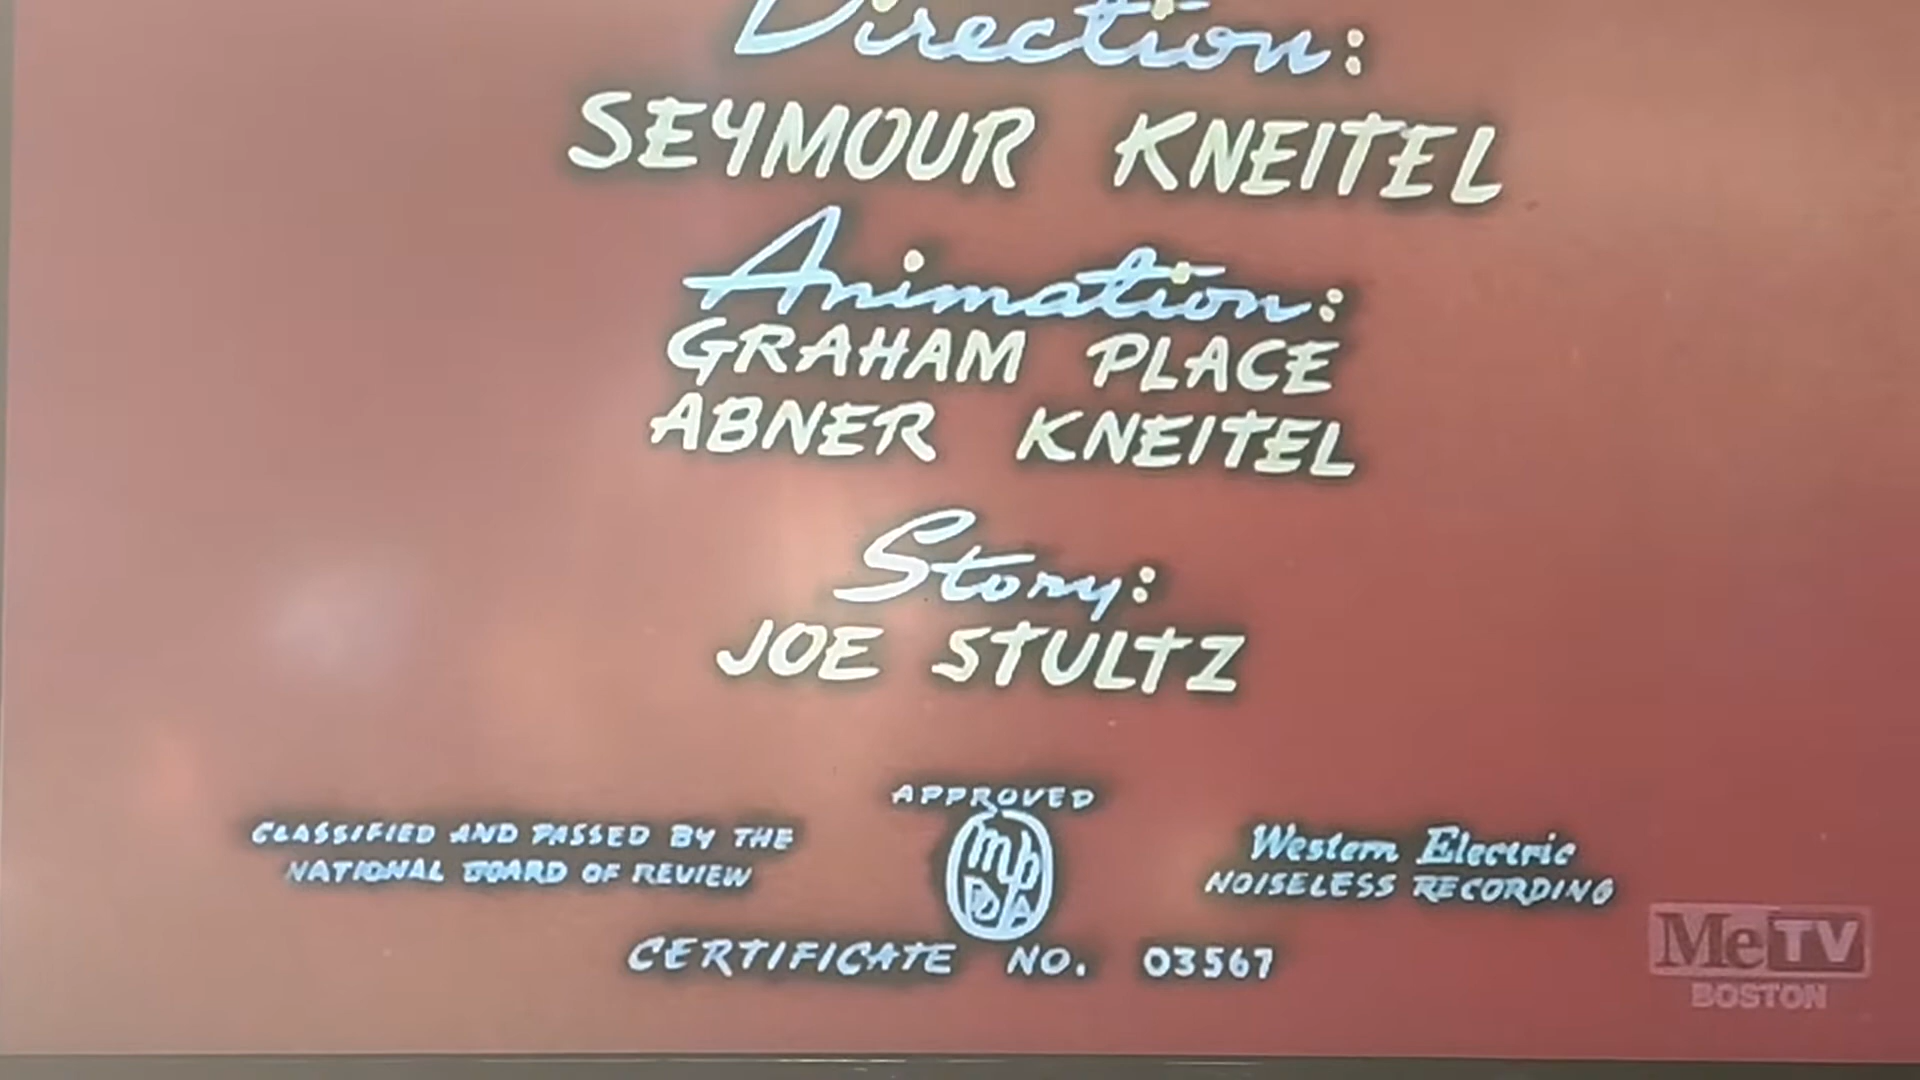 Direction:
SEYMOUR KNEITEL
Animation:
GRAHAM PLACE
ABNER KNEITEL
Story:
JOE STULTZ
APPROVED
CLASSIFIED AND PASSED BY THE
NATIONAL BOARD OF REVIEW
MPPDA
Western Electric
NOISELESS RECORDING
CERTIFICATE NO. 03567
MeTV
BOSTON